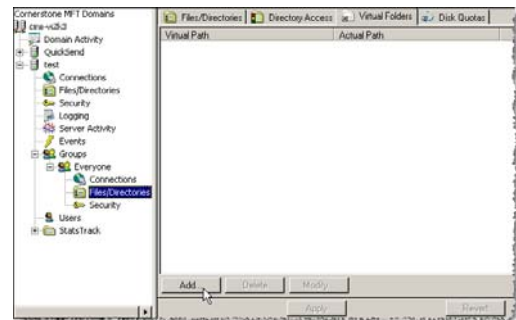 Cornerstone MFT Domains
Domain Activity
QuickSend
test
Connections
Files/Directories
Security
Logging
Server Activity
Events
Groups
Everyone
Connections
Files/Directories
Security
Users
StatsTrack
Files/Directories Directory Access Virtual Folders Disk Quotas
Virtual Path Actual Path
Add Delete Modify
Apply Revert